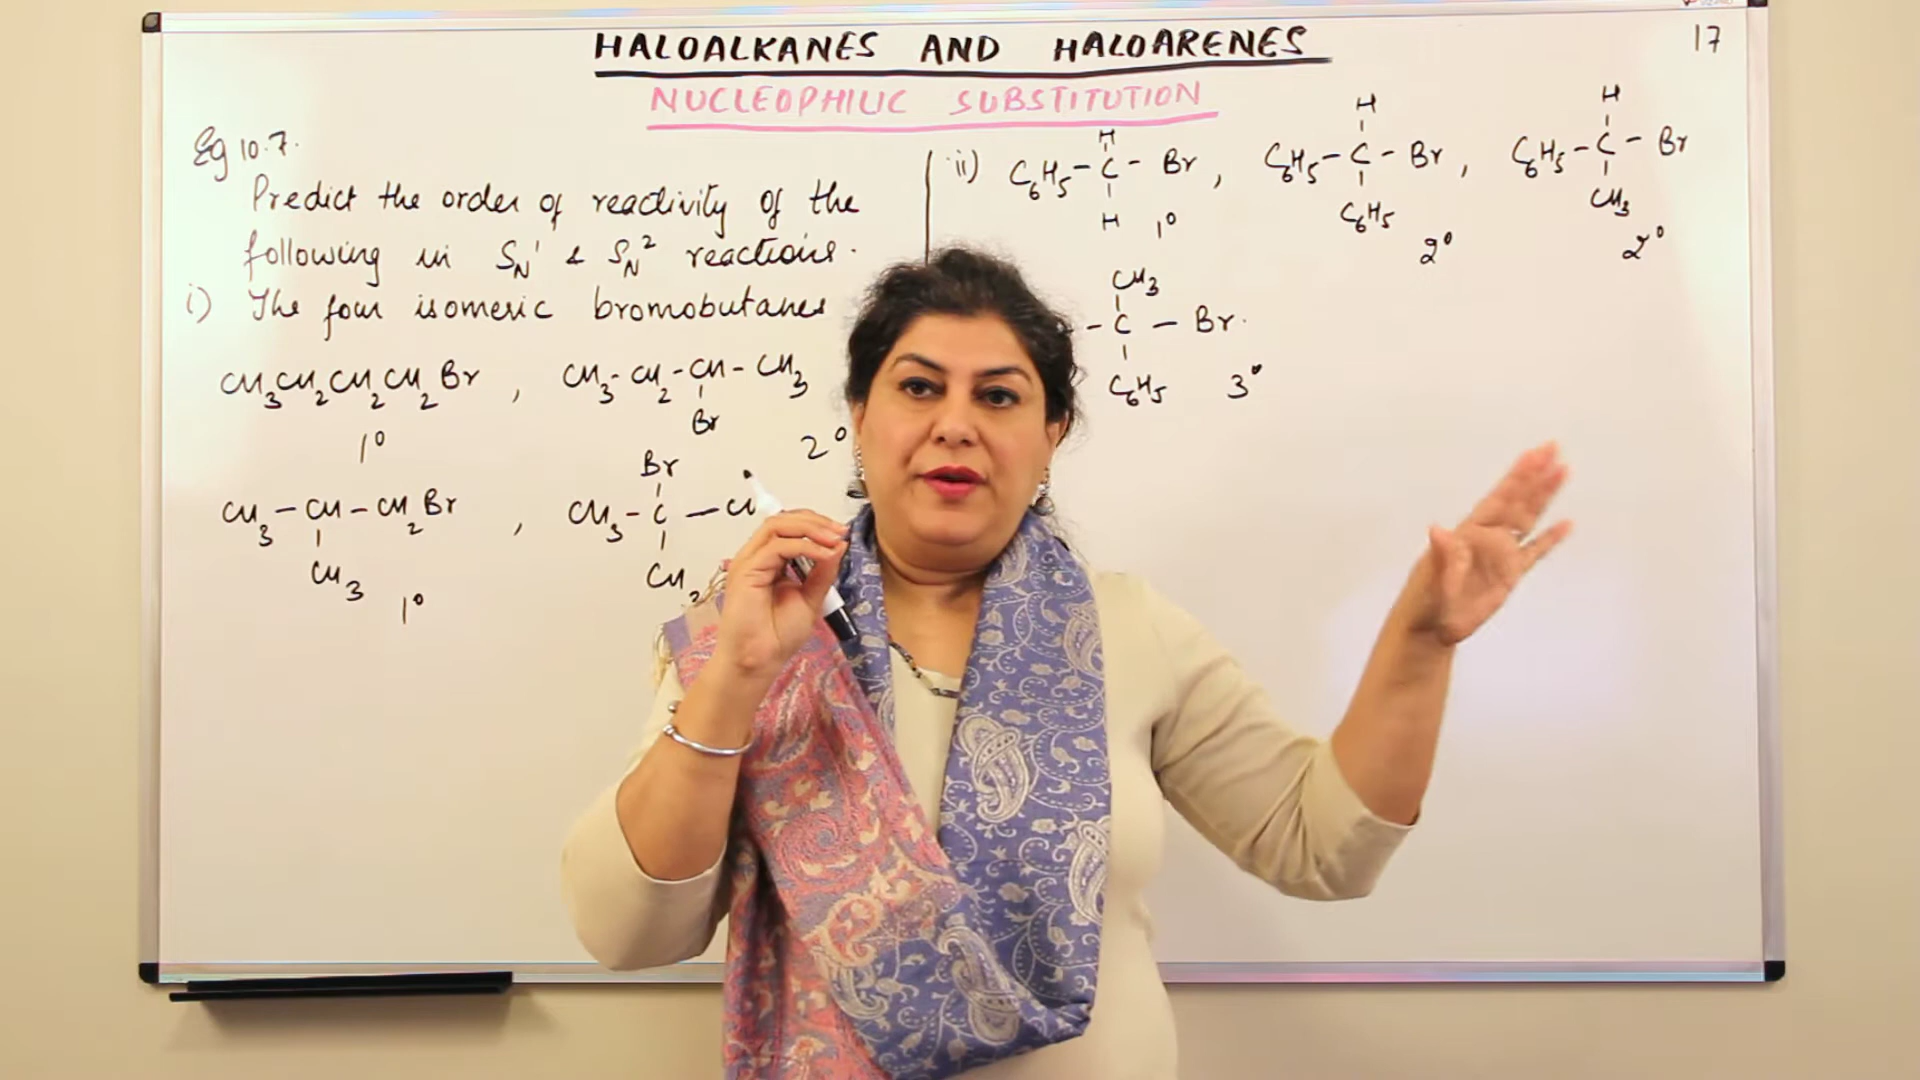 HALOALKANES AND HALOARENES
17
NUCLEOPHILIC SUBSTITUTION
Eg 10.7.
Predict the order of reactivity of the
following in SN1 & SN2 reactions.
i) The four isomeric bromobutanes
CH3CH2CH2CH2Br , CH3-CH2-CH-CH3
Br
1° 2°
Br
CH3-CH-CH2Br , CH3-C-
CH3
1°
ii) C6H5-C-Br , C6H5-C-Br , C6H5-C-Br
H H H
H C6H5 CH3
1° 2° 2°
CH3
-C-Br.
C6H5 3°